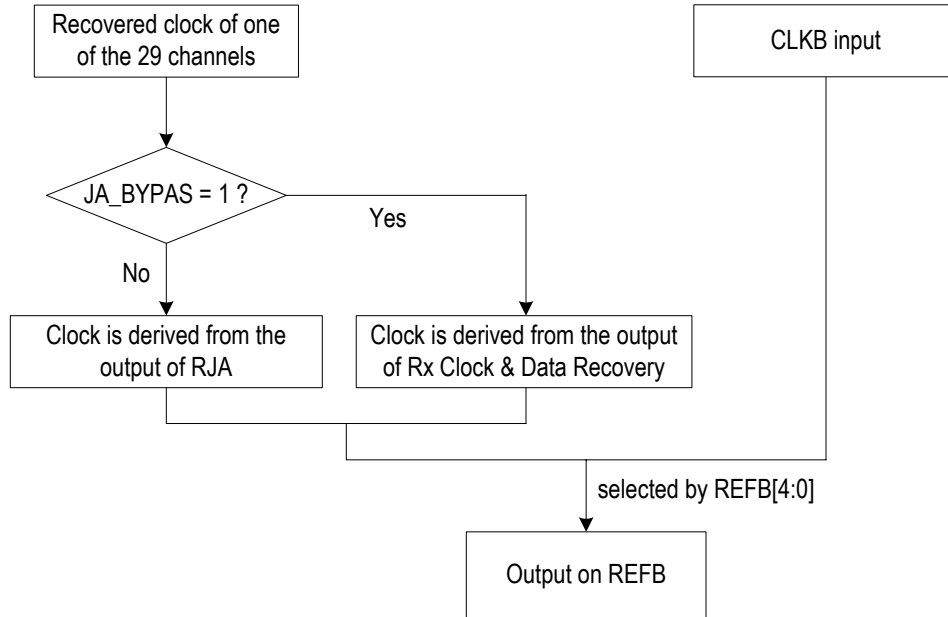 Recovered clock of one
of the 29 channels
CLKB input
JA_BYPAS = 1 ?
Yes
No
Clock is derived from the
output of RJA
Clock is derived from the output
of Rx Clock & Data Recovery
selected by REFB[4:0]
Output on REFB